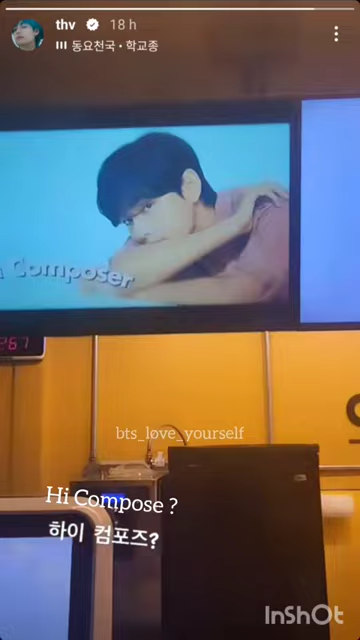 thv 18 h
동요천국 • 학교종
Composer
267
bts_love_yourself
Hi Compose ?
하이 컴포즈?
InShOt